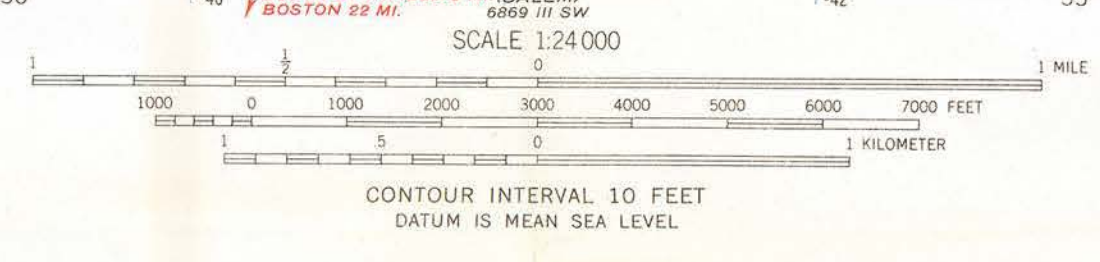 BOSTON 22 MI.
6869 III SW
SCALE 1:24 000
1 ½ 0 1 MILE
1000 0 1000 2000 3000 4000 5000 6000 7000 FEET
1 .5 0 1 KILOMETER
CONTOUR INTERVAL 10 FEET
DATUM IS MEAN SEA LEVEL